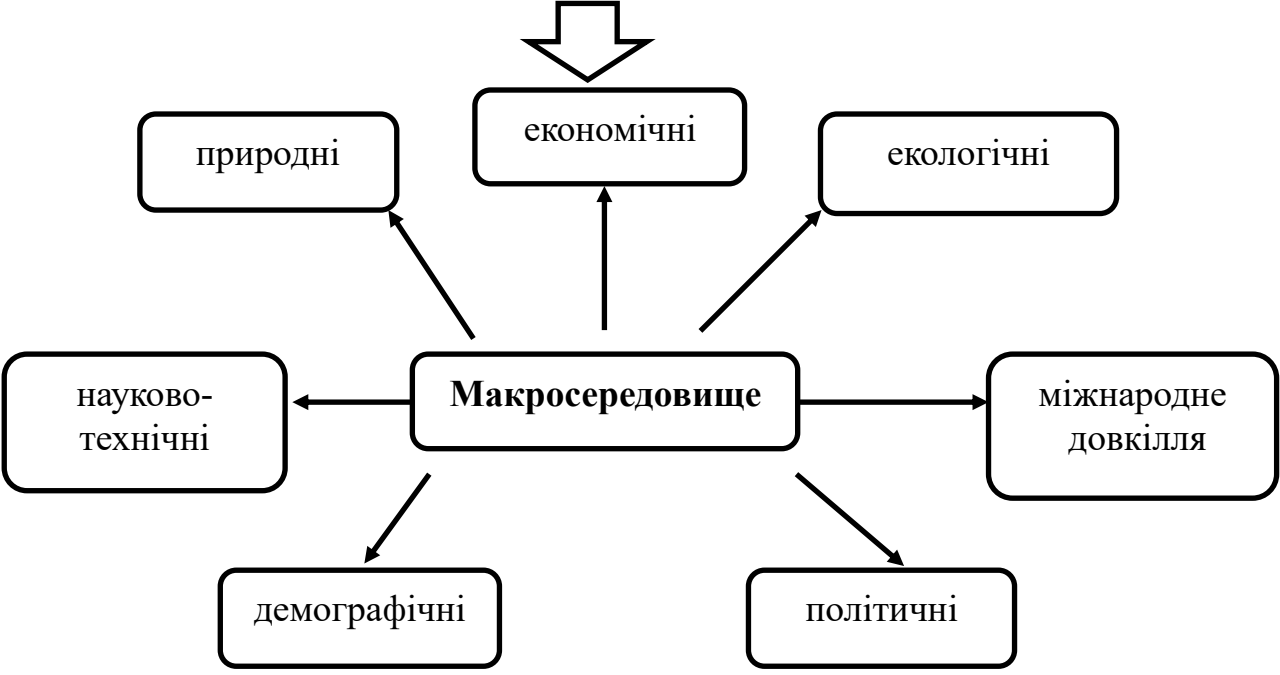 економічні
природні
екологічні
науково-
технічні
Макросередовище
міжнародне
довкілля
демографічні
політичні